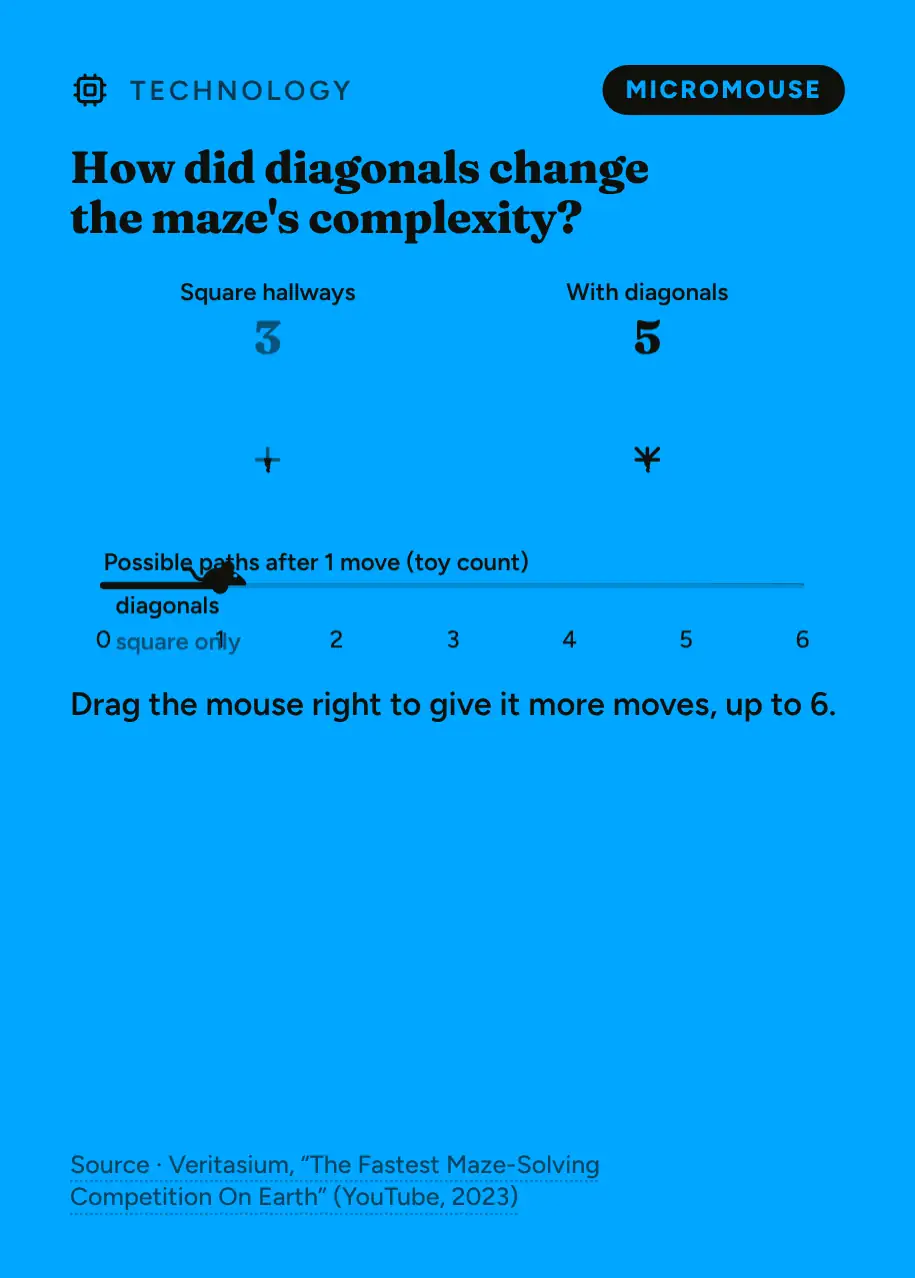 TECHNOLOGY
MICROMOUSE
How did diagonals change
the maze's complexity?
Square hallways
With diagonals
3
5
Possible paths after 1 move (toy count)
diagonals
square only
0 1 2 3 4 5 6
Drag the mouse right to give it more moves, up to 6.
Source · Veritasium, “The Fastest Maze-Solving
Competition On Earth” (YouTube, 2023)